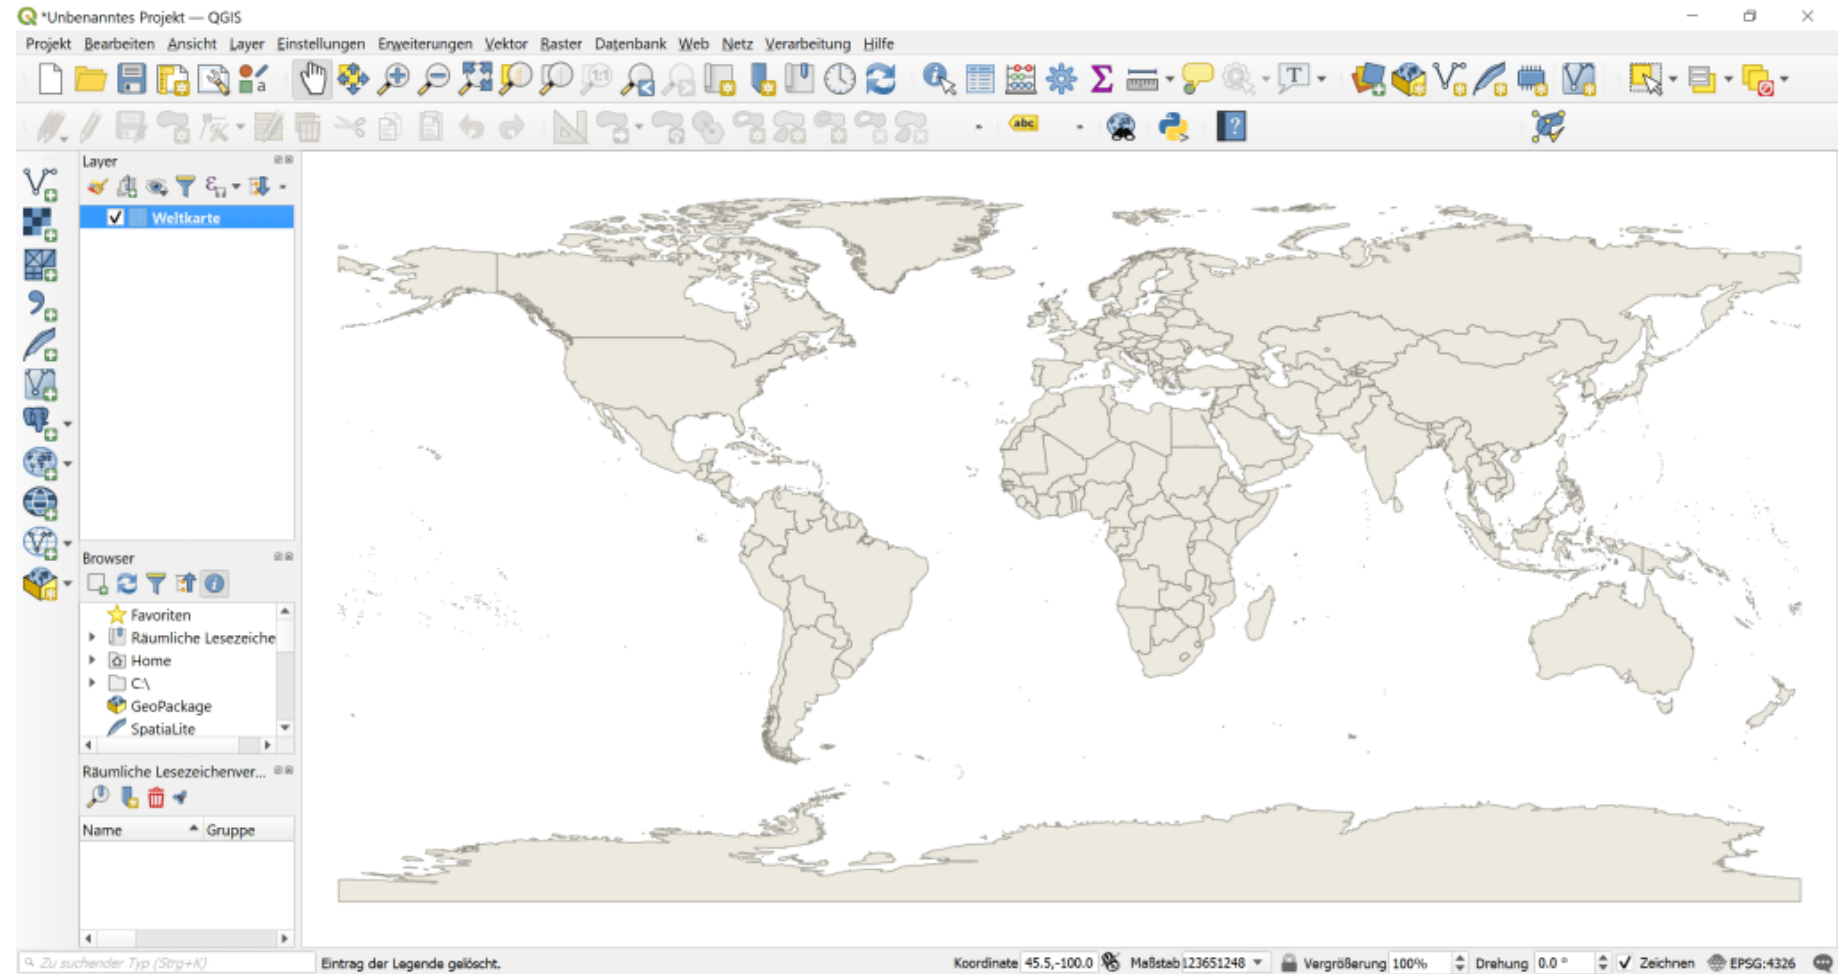 *Unbenanntes Projekt — QGIS
Projekt Bearbeiten Ansicht Layer Einstellungen Erweiterungen Vektor Raster Datenbank Web Netz Verarbeitung Hilfe
Layer
Weltkarte
Browser
Favoriten
Räumliche Lesezeiche
Home
C:\
GeoPackage
SpatiaLite
Räumliche Lesezeichenver...
Name Gruppe
Zu suchender Typ (Strg+K) Eintrag der Legende gelöscht. Koordinate 45.5,-100.0 Maßstab 123651248 Vergrößerung 100% Drehung 0.0 ° Zeichnen EPSG:4326